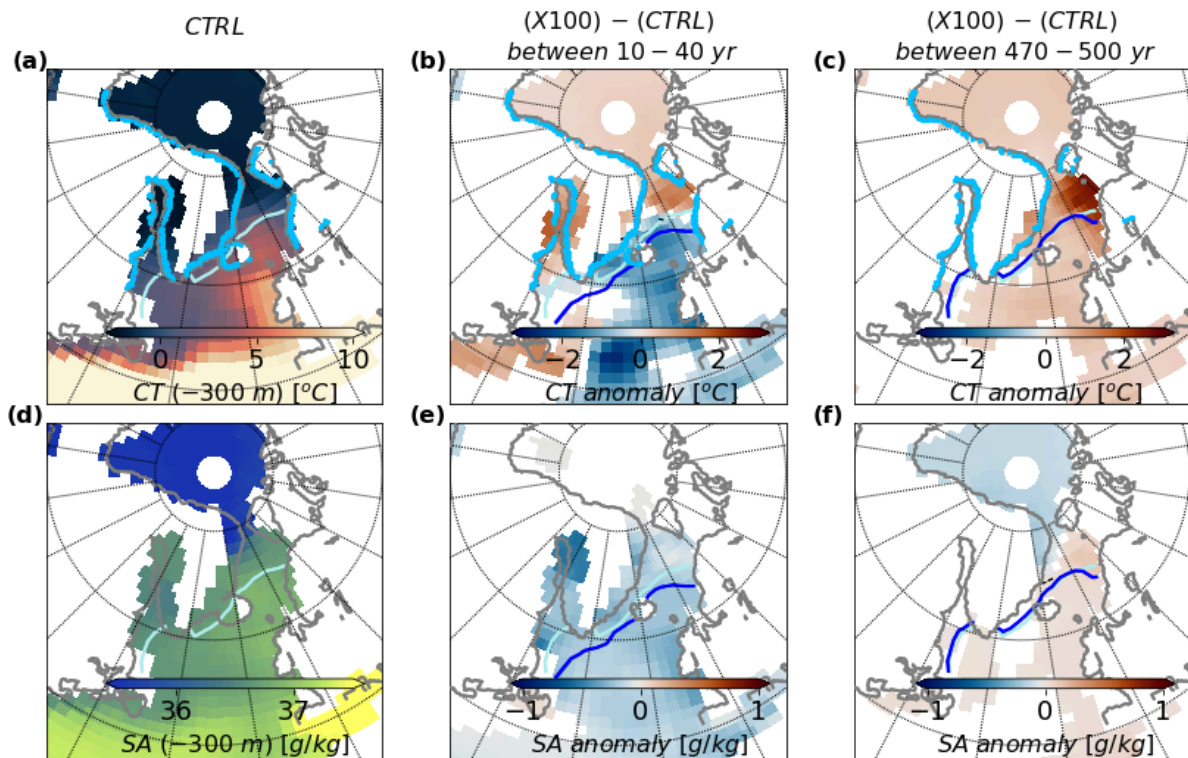 CTRL
(X100) − (CTRL)
between 10 − 40 yr
(X100) − (CTRL)
between 470 − 500 yr
(a)
(b)
(c)
0 5 10
CT (−300 m) [°C]
−2 0 2
CT anomaly [°C]
−2 0 2
CT anomaly [°C]
(d)
(e)
(f)
36 37
SA (−300 m) [g/kg]
−1 0 1
SA anomaly [g/kg]
−1 0 1
SA anomaly [g/kg]